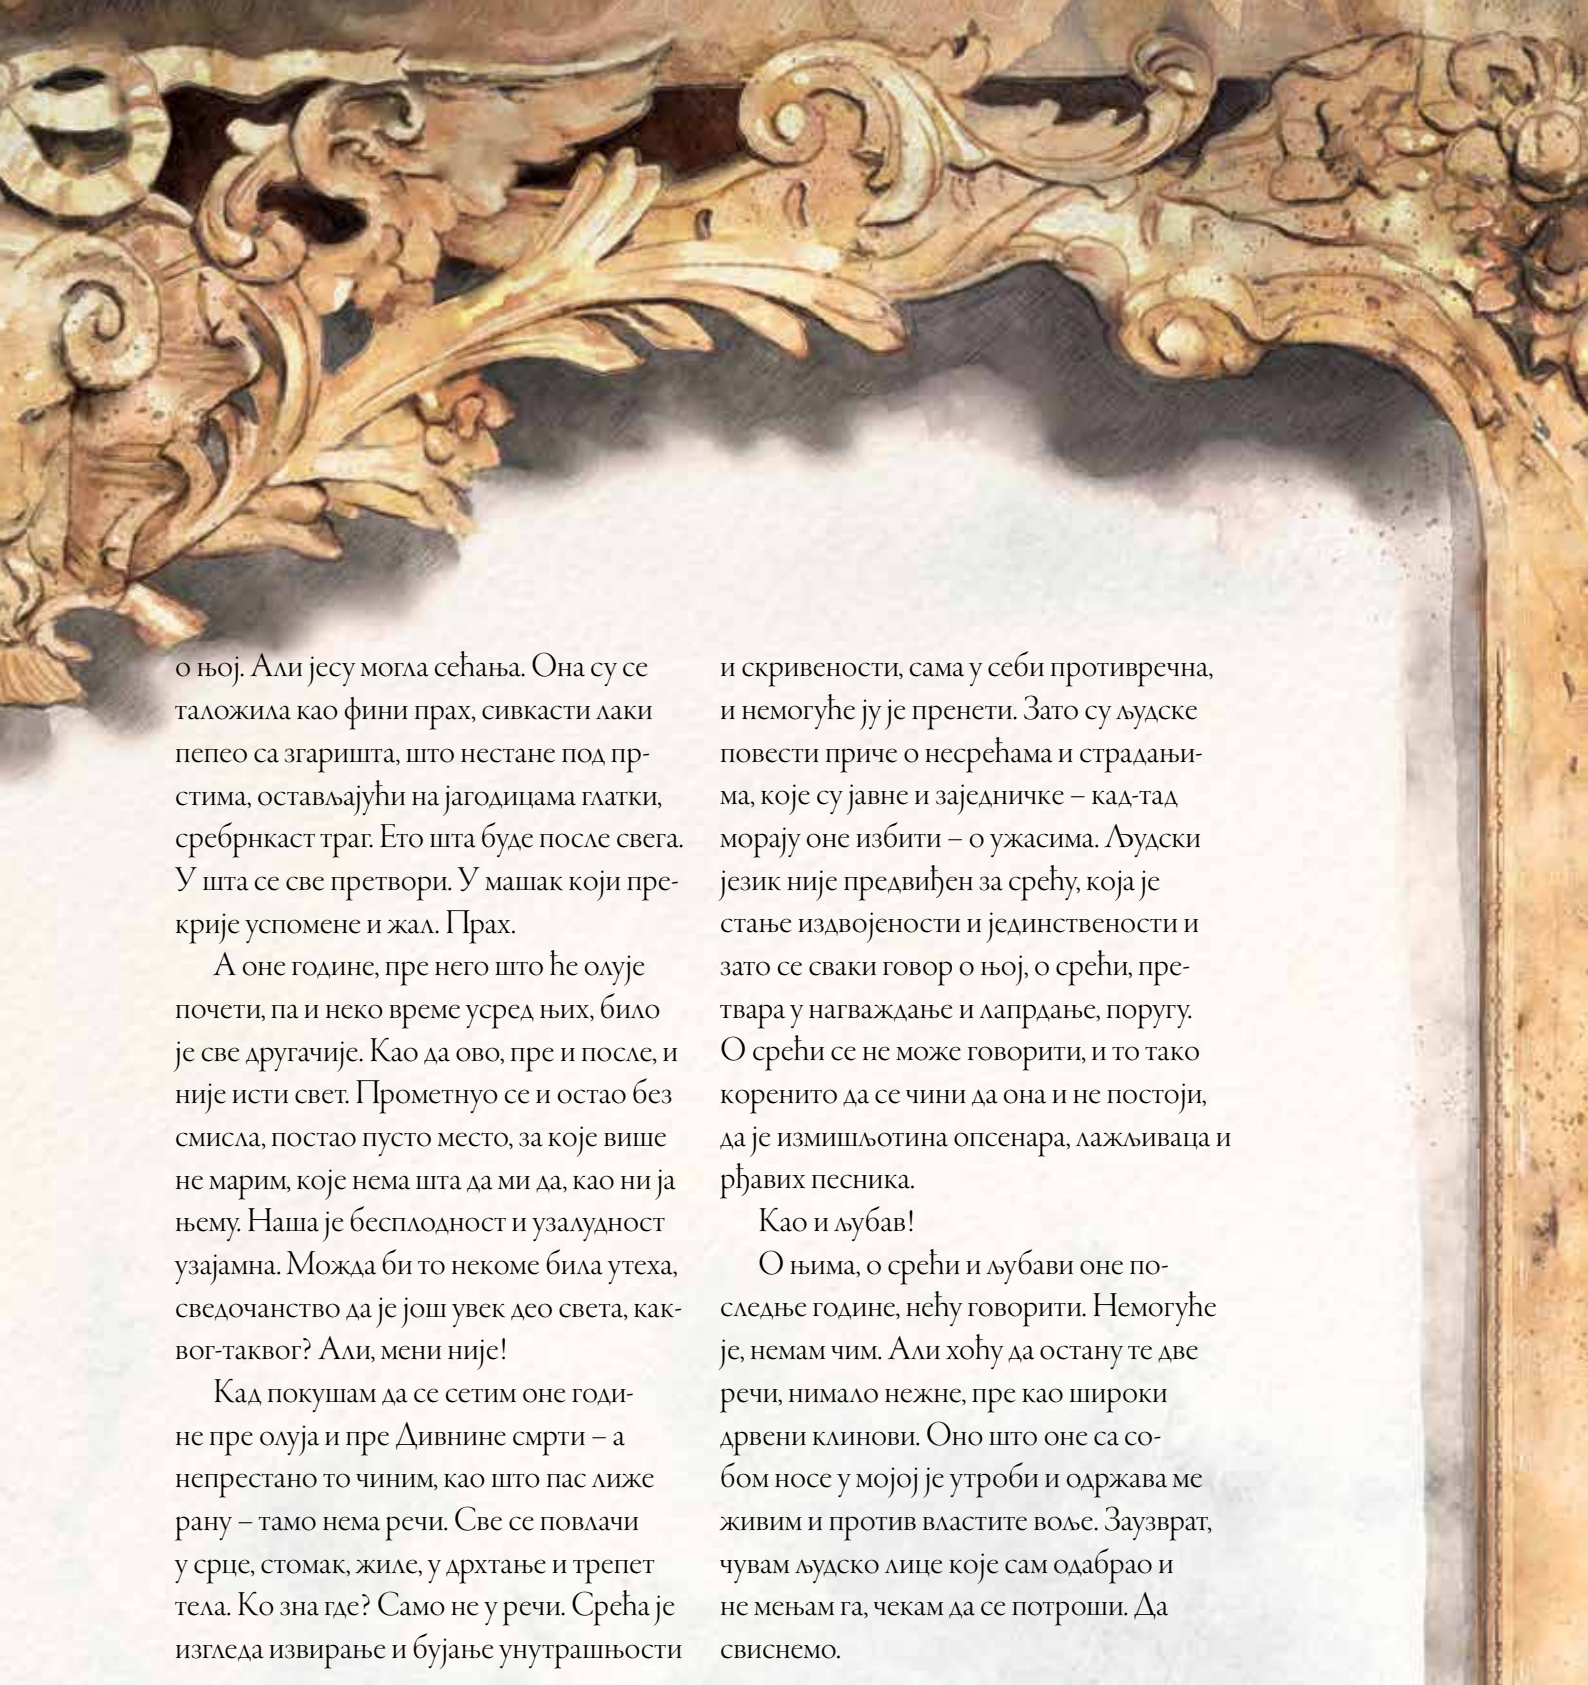 о њој. Али јесу могла сећања. Она су се
таложила као фини прах, сивкасти лаки
пепео са згаришта, што нестане под пр-
стима, остављајући на јагодицама глатки,
сребрнкаст траг. Ето шта буде после свега.
У шта се све претвори. У машак који пре-
крије успомене и жал. Прах.
А оне године, пре него што ће олује
почети, па и неко време усред њих, било
је све другачије. Као да ово, пре и после, и
није исти свет. Прометнуо се и остао без
смисла, постао пусто место, за које више
не марим, које нема шта да ми да, као ни ја
њему. Наша је бесплодност и узалудност
узајамна. Можда би то некоме била утеха,
сведочанство да је још увек део света, как-
вог-таквог? Али, мени није!
Кад покушам да се сетим оне годи-
не пре олуја и пре Дивнине смрти – а
непрестано то чиним, као што пас лиже
рану – тамо нема речи. Све се повлачи
у срце, стомак, жиле, у дрхтање и трепет
тела. Ко зна где? Само не у речи. Срећа је
изгледа извирање и бујање унутрашњости
и скривености, сама у себи противречна,
и немогуће ју је пренети. Зато су људске
повести приче о несрећама и страдањи-
ма, које су јавне и заједничке – кад-тад
морају оне избити – о ужасима. Људски
језик није предвиђен за срећу, која је
стање издвојености и јединствености и
зато се сваки говор о њој, о срећи, пре-
твара у нагваждање и лапрдање, поругу.
О срећи се не може говорити, и то тако
коренито да се чини да она и не постоји,
да је измишљотина опсенара, лажљиваца и
рђавих песника.
Као и љубав!
О њима, о срећи и љубави оне по-
следње године, нећу говорити. Немогуће
је, немам чим. Али хоћу да остану те две
речи, нимало нежне, пре као широки
дрвени клинови. Оно што оне са со-
бом носе у мојој је утроби и одржава ме
живим и против властите воље. Заузврат,
чувам људско лице које сам одабрао и
не мењам га, чекам да се потроши. Да
свиснемо.